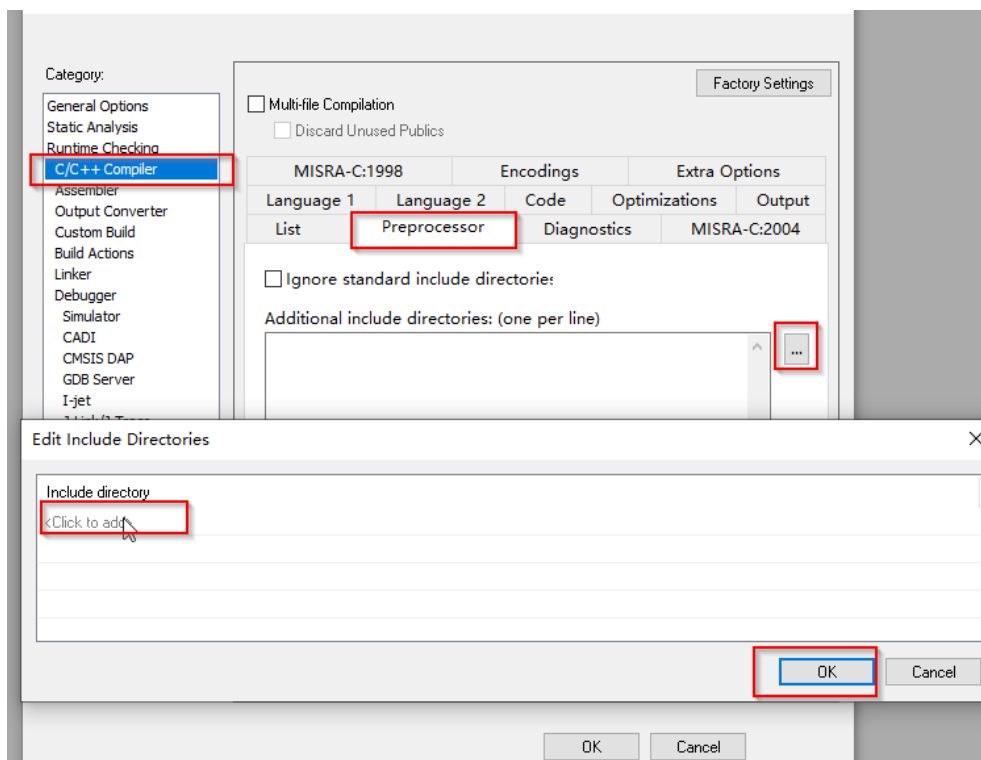 Category:
Factory Settings
General Options
Static Analysis
Runtime Checking
C/C++ Compiler
Assembler
Output Converter
Custom Build
Build Actions
Linker
Debugger
Simulator
CADI
CMSIS DAP
GDB Server
I-jet
Multi-file Compilation
Discard Unused Publics
MISRA-C:1998 Encodings Extra Options
Language 1 Language 2 Code Optimizations Output
List Preprocessor Diagnostics MISRA-C:2004
Ignore standard include directories
Additional include directories: (one per line)
...
Edit Include Directories
Include directory
<Click to add
OK Cancel
OK Cancel